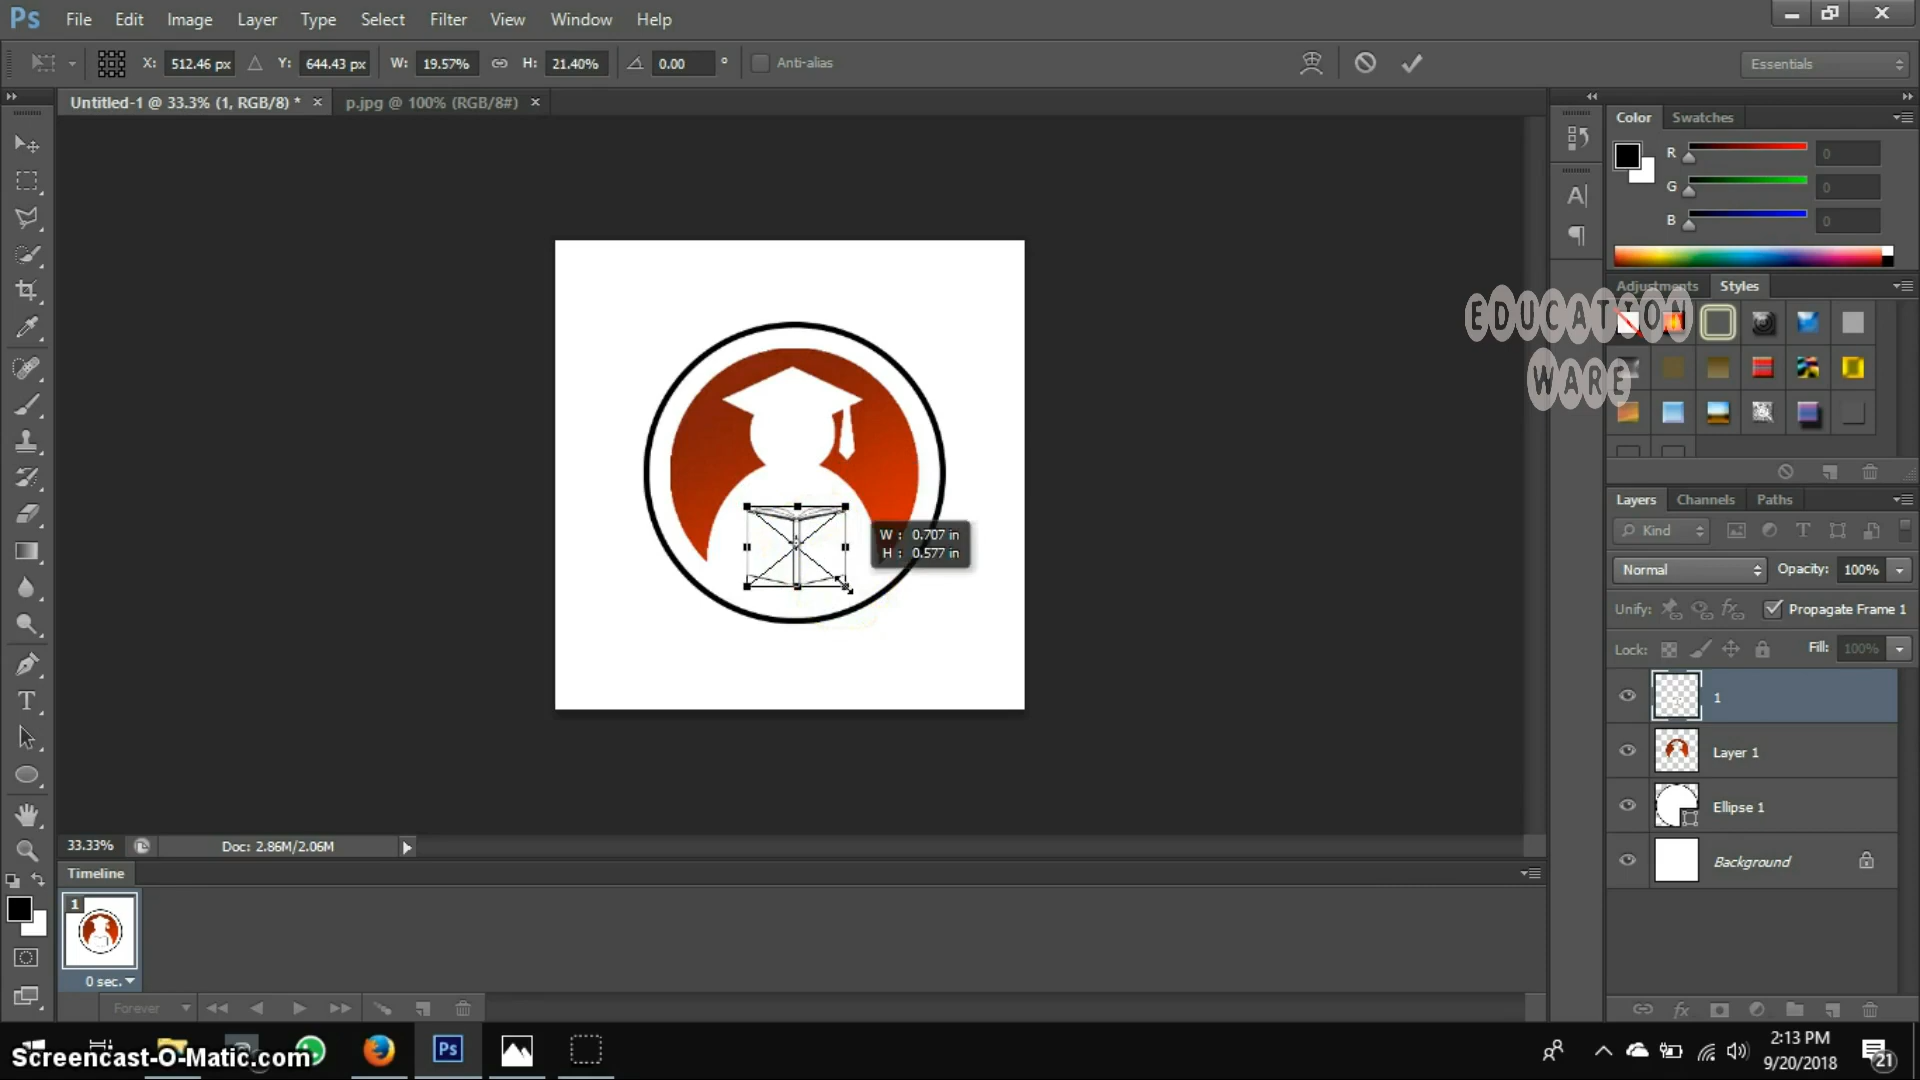 Ps File Edit Image Layer Type Select Filter View Window Help
X: 512.46 px Y: 644.43 px W: 19.57% H: 21.40% 0.00 ° Anti-alias Essentials
Untitled-1 @ 33.3% (1, RGB/8) * × p.jpg @ 100% (RGB/8#) ×
Color Swatches
R 0
G 0
B 0
Adjustments Styles
EDUCATION
WARE
W : 0.707 in
H : 0.577 in
Layers Channels Paths
Kind
Normal Opacity: 100%
Unify: Propagate Frame 1
Lock: Fill: 100%
1
Layer 1
Ellipse 1
Background
33.33% Doc: 2.86M/2.06M
Timeline
1
0 sec.
Forever
Screencast-O-Matic.com
Ps
2:13 PM
9/20/2018
21